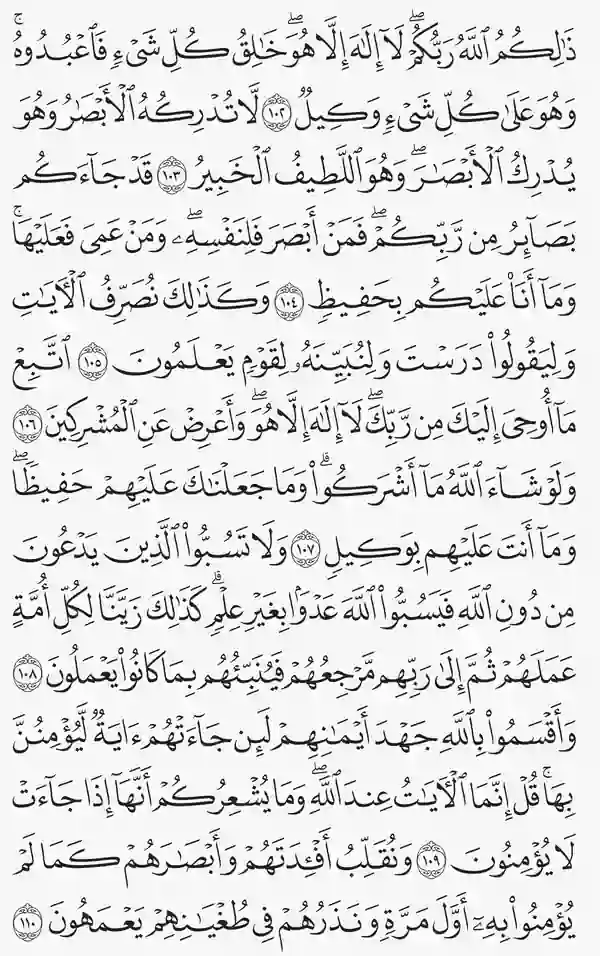 ذَٰلِكُمُ ٱللَّهُ رَبُّكُمْۖ لَآ إِلَٰهَ إِلَّا هُوَۖ خَٰلِقُ كُلِّ شَىْءٍ فَٱعْبُدُوهُۚ
وَهُوَ عَلَىٰ كُلِّ شَىْءٍ وَكِيلٌ ١٠٢ لَّا تُدْرِكُهُ ٱلْأَبْصَٰرُ وَهُوَ
يُدْرِكُ ٱلْأَبْصَٰرَۖ وَهُوَ ٱللَّطِيفُ ٱلْخَبِيرُ ١٠٣ قَدْ جَآءَكُم
بَصَآئِرُ مِن رَّبِّكُمْۖ فَمَنْ أَبْصَرَ فَلِنَفْسِهِۦۖ وَمَنْ عَمِىَ فَعَلَيْهَاۚ
وَمَآ أَنَا۠ عَلَيْكُم بِحَفِيظٍ ١٠٤ وَكَذَٰلِكَ نُصَرِّفُ ٱلْأَيَٰتِ
وَلِيَقُولُوا۟ دَرَسْتَ وَلِنُبَيِّنَهُۥ لِقَوْمٍ يَعْلَمُونَ ١٠٥ ٱتَّبِعْ
مَآ أُوحِىَ إِلَيْكَ مِن رَّبِّكَۖ لَآ إِلَٰهَ إِلَّا هُوَۖ وَأَعْرِضْ عَنِ ٱلْمُشْرِكِينَ ١٠٦
وَلَوْ شَآءَ ٱللَّهُ مَآ أَشْرَكُوا۟ۗ وَمَا جَعَلْنَٰكَ عَلَيْهِمْ حَفِيظًاۖ
وَمَآ أَنتَ عَلَيْهِم بِوَكِيلٍ ١٠٧ وَلَا تَسُبُّوا۟ ٱلَّذِينَ يَدْعُونَ
مِن دُونِ ٱللَّهِ فَيَسُبُّوا۟ ٱللَّهَ عَدْوًۢا بِغَيْرِ عِلْمٍۗ كَذَٰلِكَ زَيَّنَّا لِكُلِّ أُمَّةٍ
عَمَلَهُمْ ثُمَّ إِلَىٰ رَبِّهِم مَّرْجِعُهُمْ فَيُنَبِّئُهُم بِمَا كَانُوا۟ يَعْمَلُونَ ١٠٨
وَأَقْسَمُوا۟ بِٱللَّهِ جَهْدَ أَيْمَٰنِهِمْ لَئِن جَآءَتْهُمْ ءَايَةٌ لَّيُؤْمِنُنَّ
بِهَاۚ قُلْ إِنَّمَا ٱلْأَيَٰتُ عِندَ ٱللَّهِۖ وَمَا يُشْعِرُكُمْ أَنَّهَآ إِذَا جَآءَتْ
لَا يُؤْمِنُونَ ١٠٩ وَنُقَلِّبُ أَفْـِٔدَتَهُمْ وَأَبْصَٰرَهُمْ كَمَا لَمْ
يُؤْمِنُوا۟ بِهِۦٓ أَوَّلَ مَرَّةٍ وَنَذَرُهُمْ فِى طُغْيَٰنِهِمْ يَعْمَهُونَ ١١٠